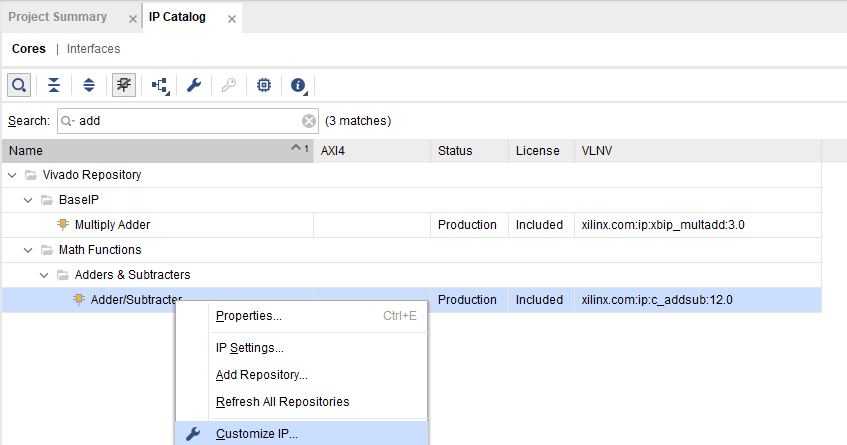 Project Summary × IP Catalog ×
Cores | Interfaces
Search: add (3 matches)
Name 1 AXI4 Status License VLNV
Vivado Repository
BaseIP
Multiply Adder Production Included xilinx.com:ip:xbip_multadd:3.0
Math Functions
Adders & Subtracters
Adder/Subtracter Production Included xilinx.com:ip:c_addsub:12.0
Properties... Ctrl+E
IP Settings...
Add Repository...
Refresh All Repositories
Customize IP...